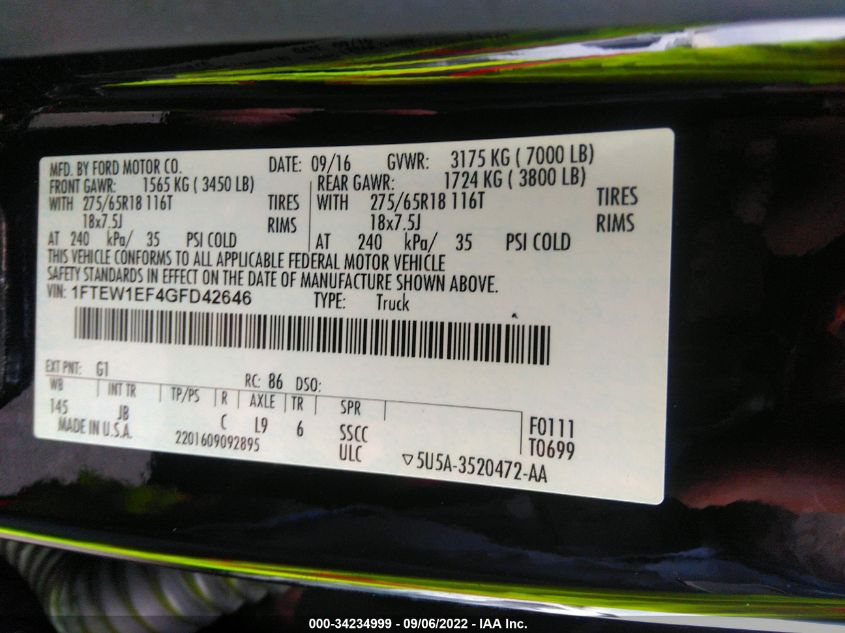 MFD. BY FORD MOTOR CO. DATE: 09/16 GVWR: 3175 KG ( 7000 LB)
FRONT GAWR: 1565 KG ( 3450 LB) REAR GAWR: 1724 KG ( 3800 LB)
WITH 275/65R18 116T TIRES WITH 275/65R18 116T TIRES
18x7.5J RIMS 18x7.5J RIMS
AT 240 kPa/ 35 PSI COLD AT 240 kPa/ 35 PSI COLD
THIS VEHICLE CONFORMS TO ALL APPLICABLE FEDERAL MOTOR VEHICLE
SAFETY STANDARDS IN EFFECT ON THE DATE OF MANUFACTURE SHOWN ABOVE.
VIN: 1FTEW1EF4GFD42646 TYPE: Truck
EXT PNT: G1 RC: 86 DSO:
WB INT TR TP/PS R AXLE TR SPR
145 JB C L9 6 SSCC F0111
MADE IN U.S.A. 2201609092895 ULC T0699
▽5U5A-3520472-AA
000-34234999 - 09/06/2022 - IAA Inc.